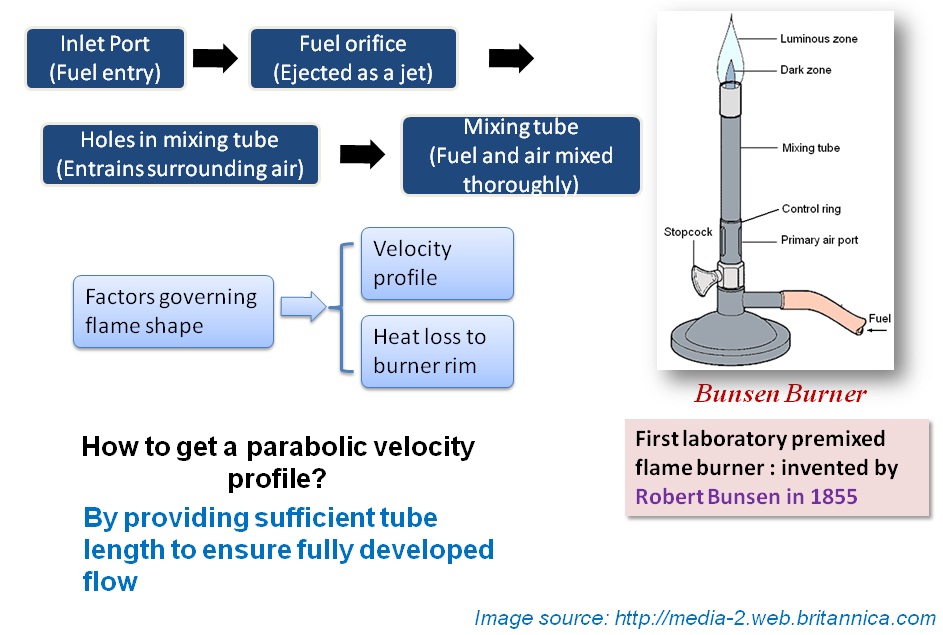 Inlet Port
(Fuel entry)
Fuel orifice
(Ejected as a jet)
Holes in mixing tube
(Entrains surrounding air)
Mixing tube
(Fuel and air mixed
thoroughly)
Factors governing
flame shape
Velocity
profile
Heat loss to
burner rim
How to get a parabolic velocity
profile?
By providing sufficient tube
length to ensure fully developed
flow
Luminous zone
Dark zone
Mixing tube
Control ring
Stopcock
Primary air port
Fuel
Bunsen Burner
First laboratory premixed
flame burner : invented by
Robert Bunsen in 1855
Image source: http://media-2.web.britannica.com